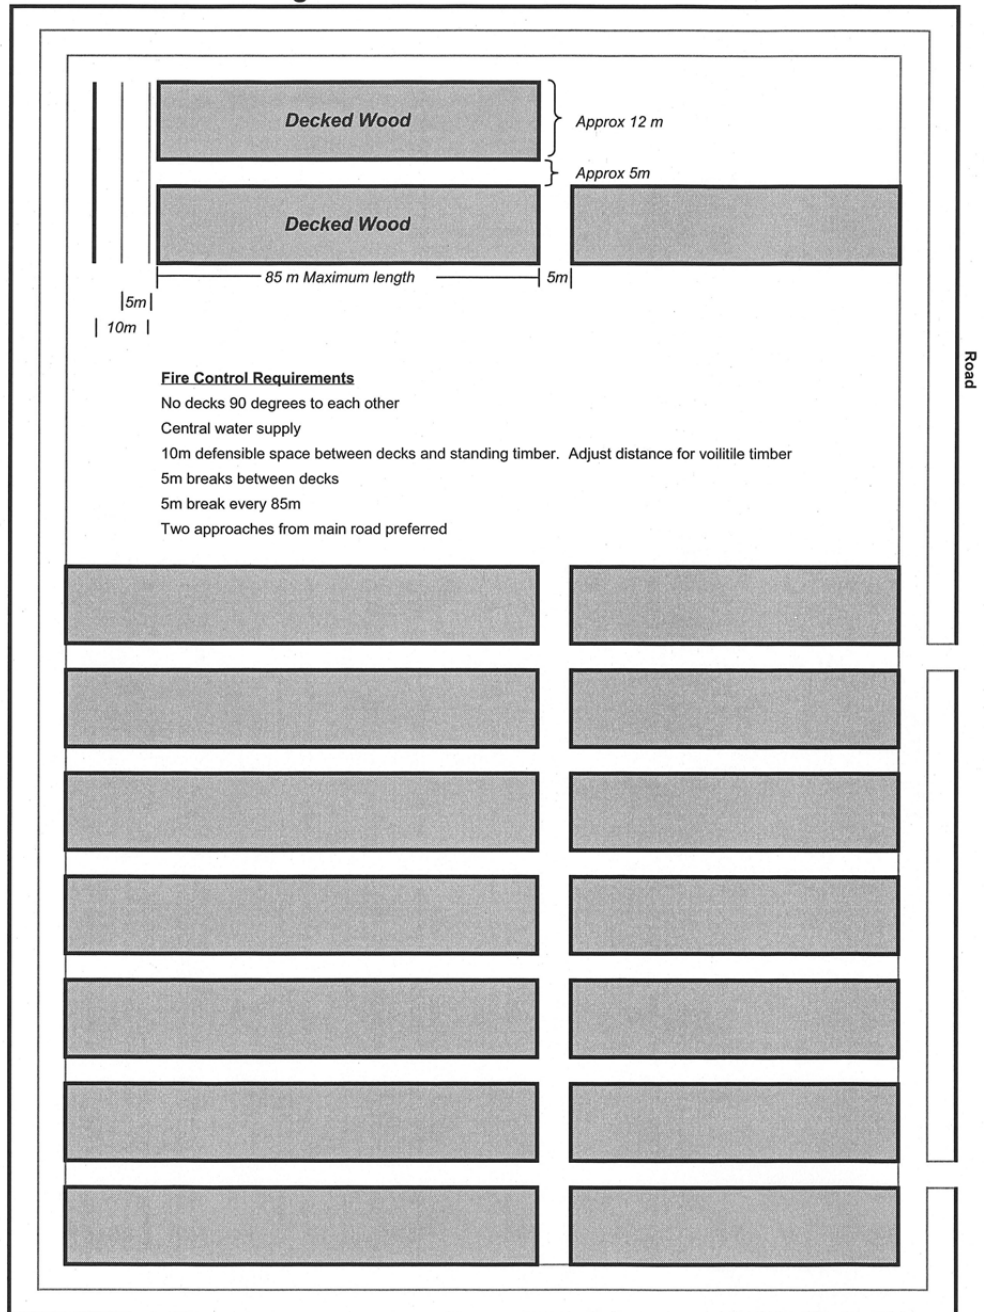 Decked Wood
Approx 12 m
Approx 5m
Decked Wood
85 m Maximum length
5m
5m
10m
Road
Fire Control Requirements
No decks 90 degrees to each other
Central water supply
10m defensible space between decks and standing timber.  Adjust distance for voilitile timber
5m breaks between decks
5m break every 85m
Two approaches from main road preferred